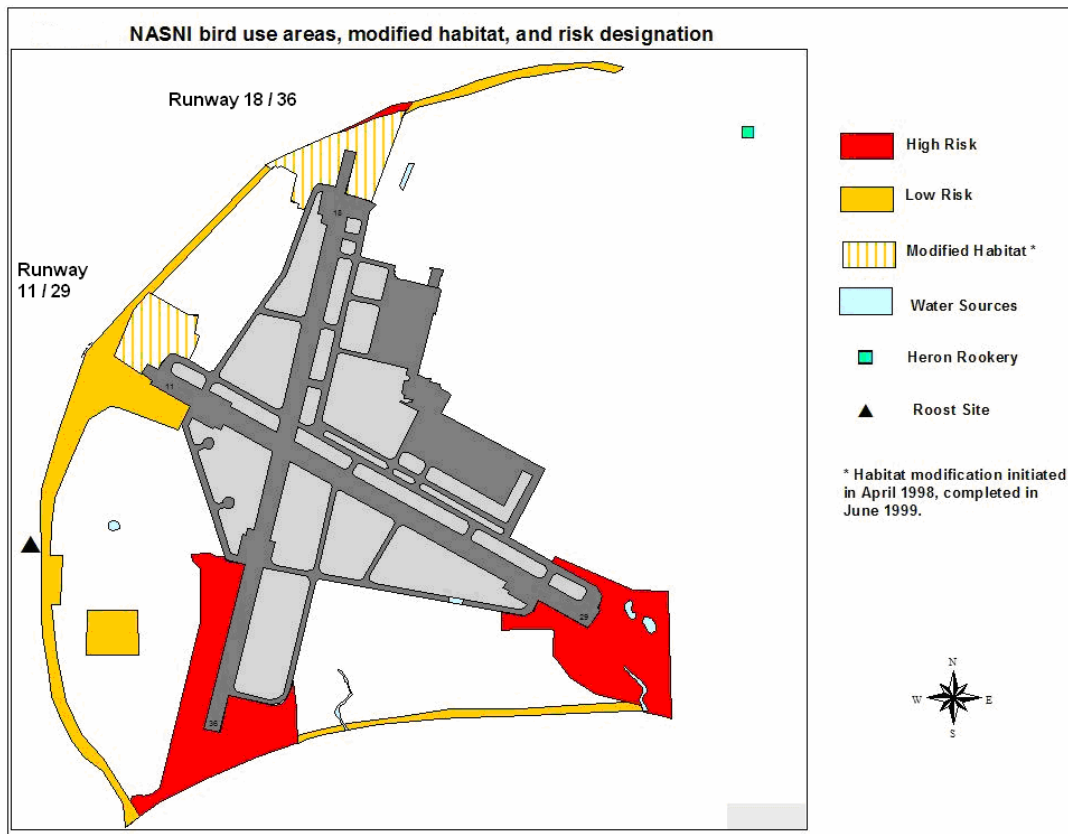 NASNI bird use areas, modified habitat, and risk designation
Runway 18 / 36
Runway
11 / 29
18
11
29
36
High Risk
Low Risk
Modified Habitat *
Water Sources
Heron Rookery
Roost Site
* Habitat modification initiated
in April 1998, completed in
June 1999.
N
W E
S